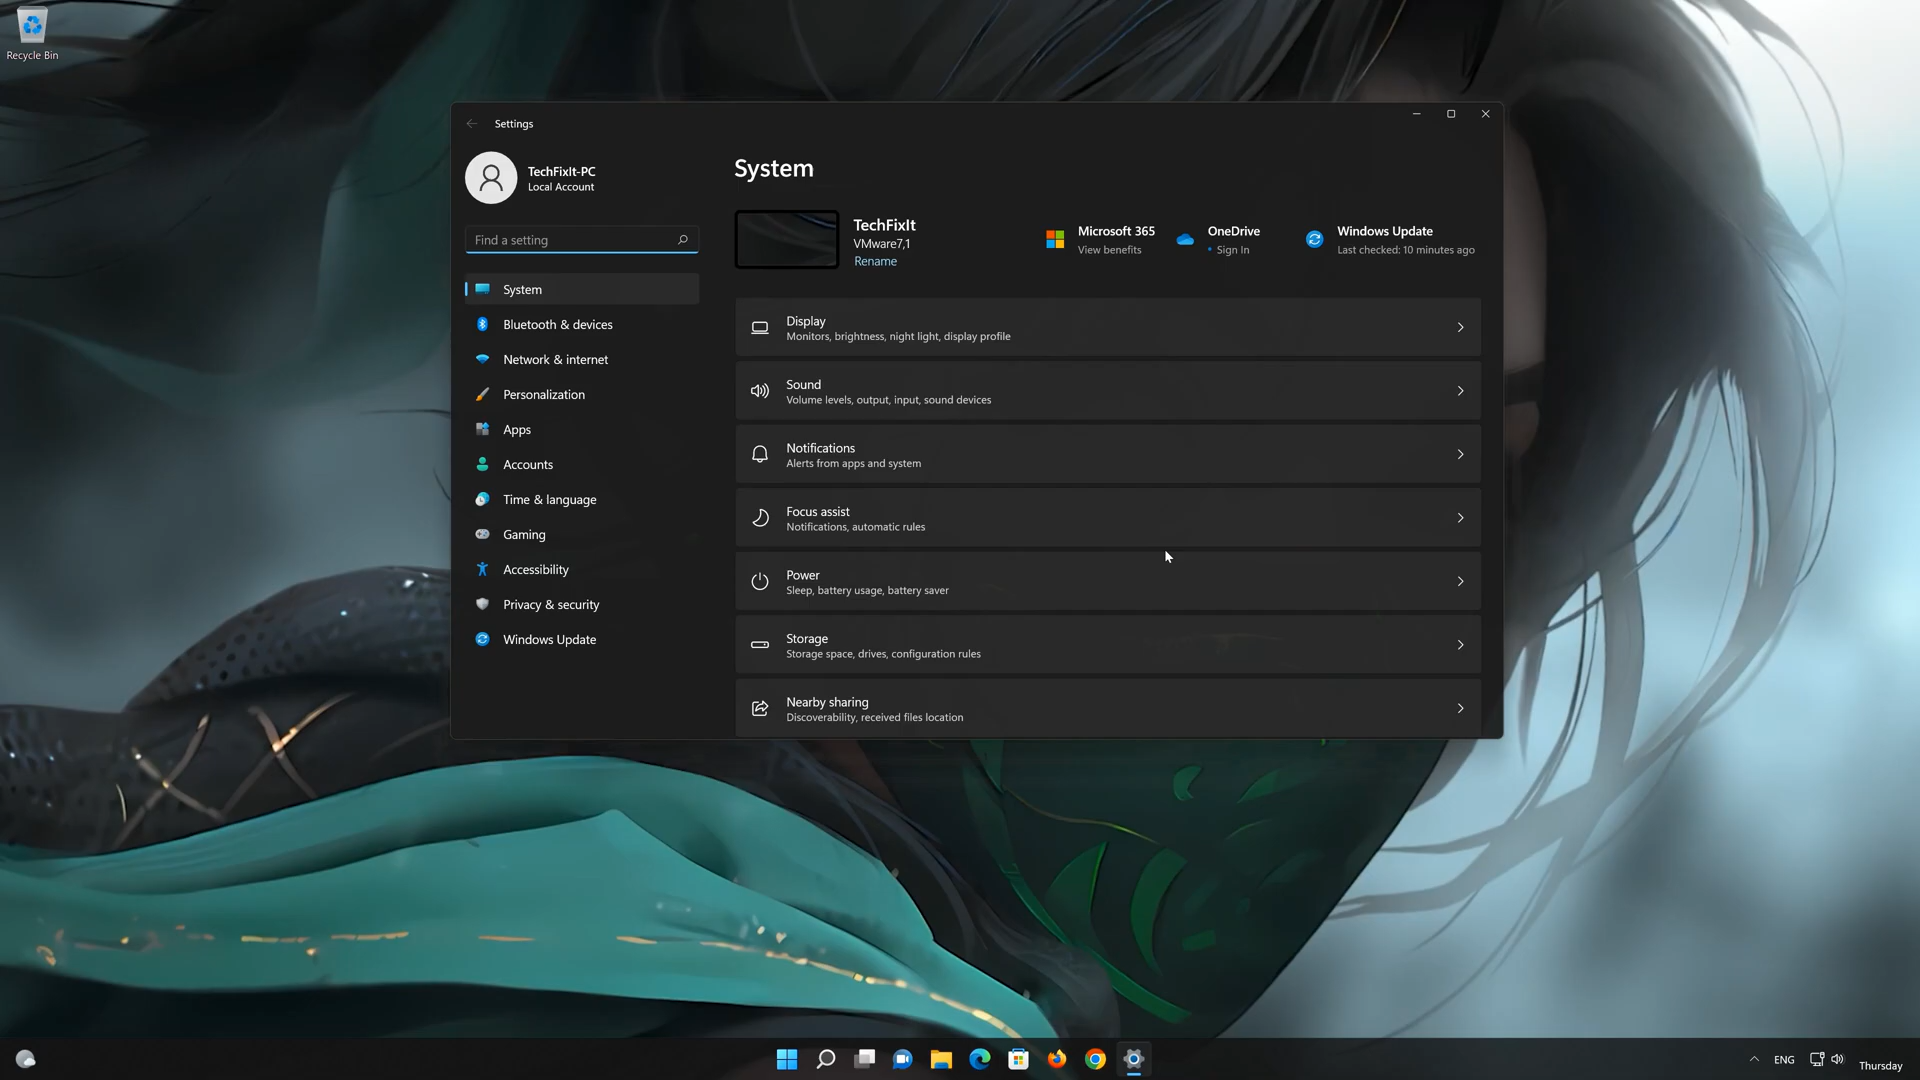 Recycle Bin
Settings
TechFixIt-PC
Local Account
Find a setting
System
Bluetooth & devices
Network & internet
Personalization
Apps
Accounts
Time & language
Gaming
Accessibility
Privacy & security
Windows Update
System
TechFixIt
VMware7,1
Rename
Microsoft 365
View benefits
OneDrive
• Sign In
Windows Update
Last checked: 10 minutes ago
Display
Monitors, brightness, night light, display profile
Sound
Volume levels, output, input, sound devices
Notifications
Alerts from apps and system
Focus assist
Notifications, automatic rules
Power
Sleep, battery usage, battery saver
Storage
Storage space, drives, configuration rules
Nearby sharing
Discoverability, received files location
ENG
Thursday